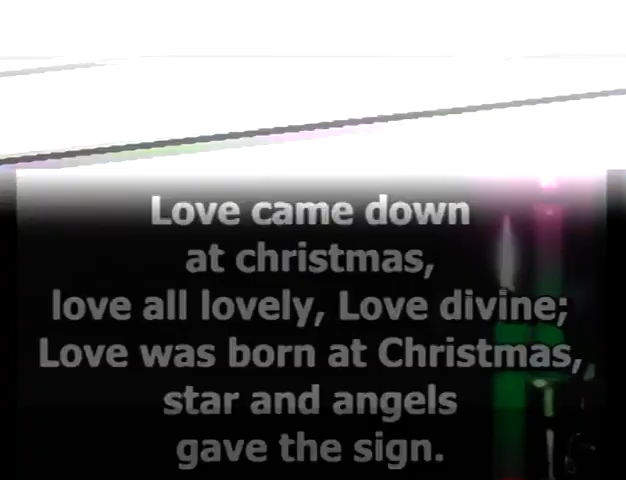 Love came down
at christmas,
love all lovely, Love divine;
Love was born at Christmas,
star and angels
gave the sign.